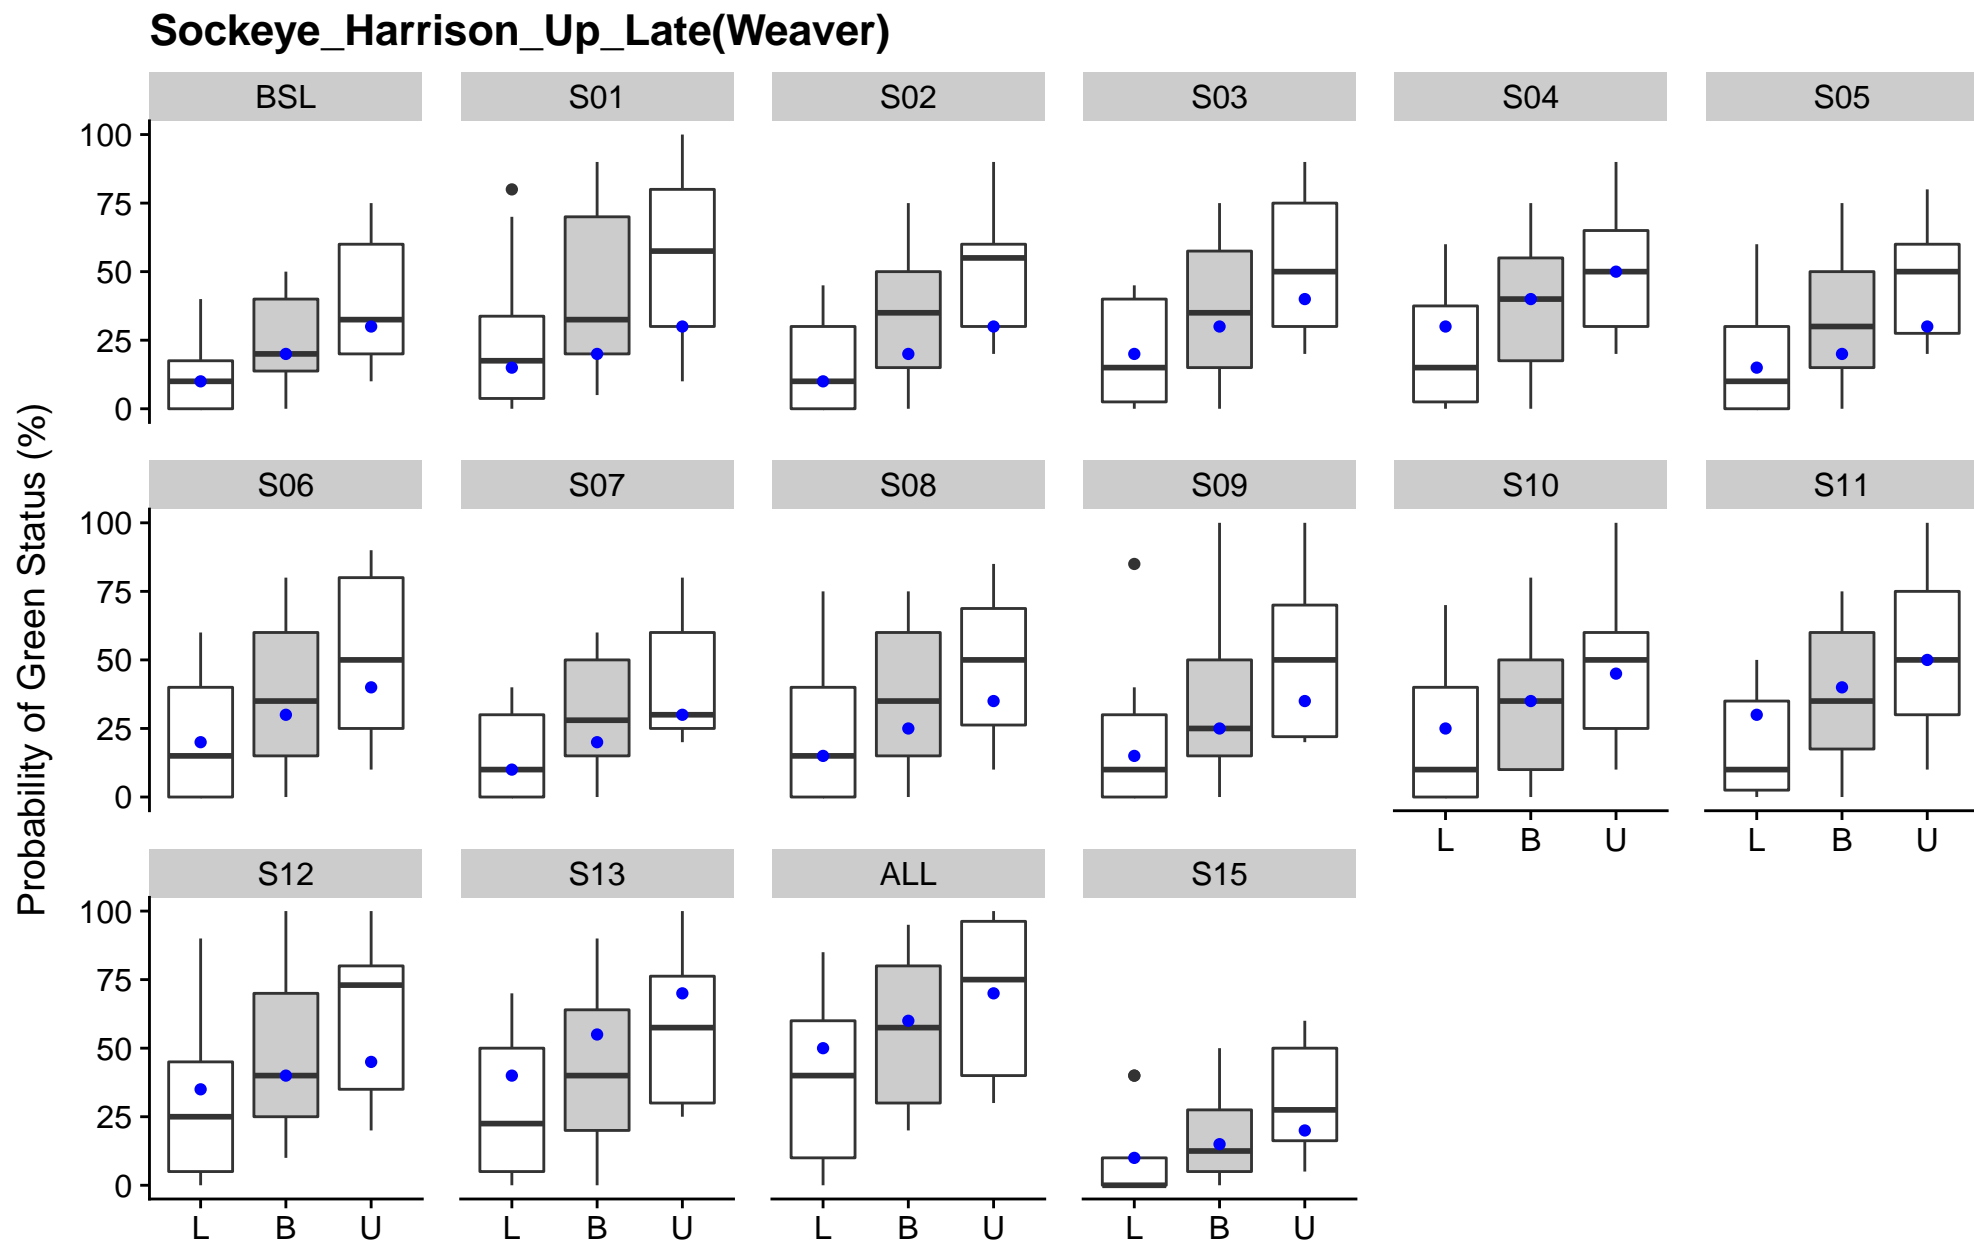 Sockeye_Harrison_Up_Late(Weaver)
Probability of Green Status (%)
BSL S01 S02 S03 S04 S05
100
75
50
25
0
S06 S07 S08 S09 S10 S11
100
75
50
25
0
L B U L B U
S12 S13 ALL S15
100
75
50
25
0
L B U L B U L B U L B U